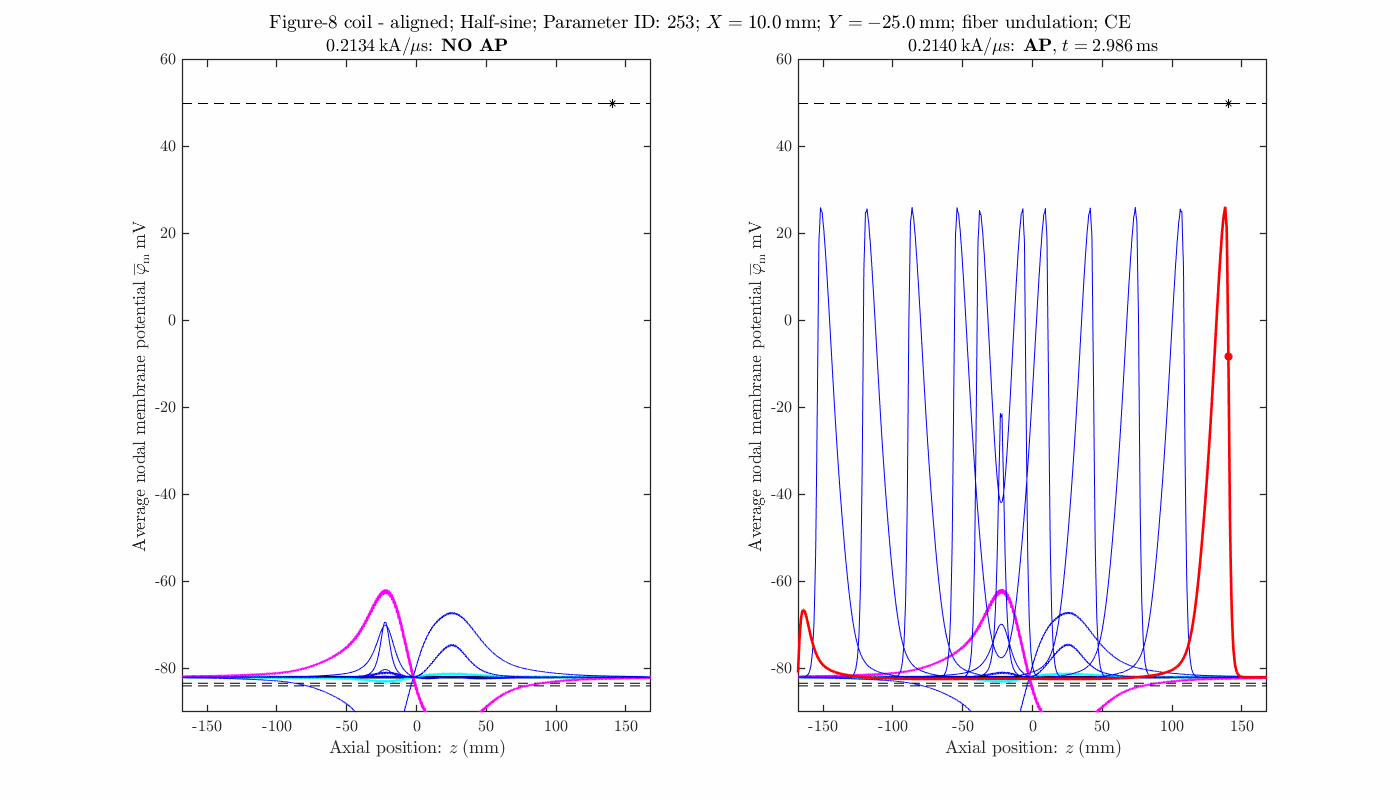 Figure-8 coil - aligned; Half-sine; Parameter ID: 253; X = 10.0 mm; Y = −25.0 mm; fiber undulation; CE
0.2134 kA/μs: NO AP
60
40
20
0
-20
-40
-60
-80
-150 -100 -50 0 50 100 150
Axial position: z (mm)
Average nodal membrane potential φ̅m mV
0.2140 kA/μs: AP, t = 2.986 ms
60
40
20
0
-20
-40
-60
-80
-150 -100 -50 0 50 100 150
Axial position: z (mm)
Average nodal membrane potential φ̅m mV